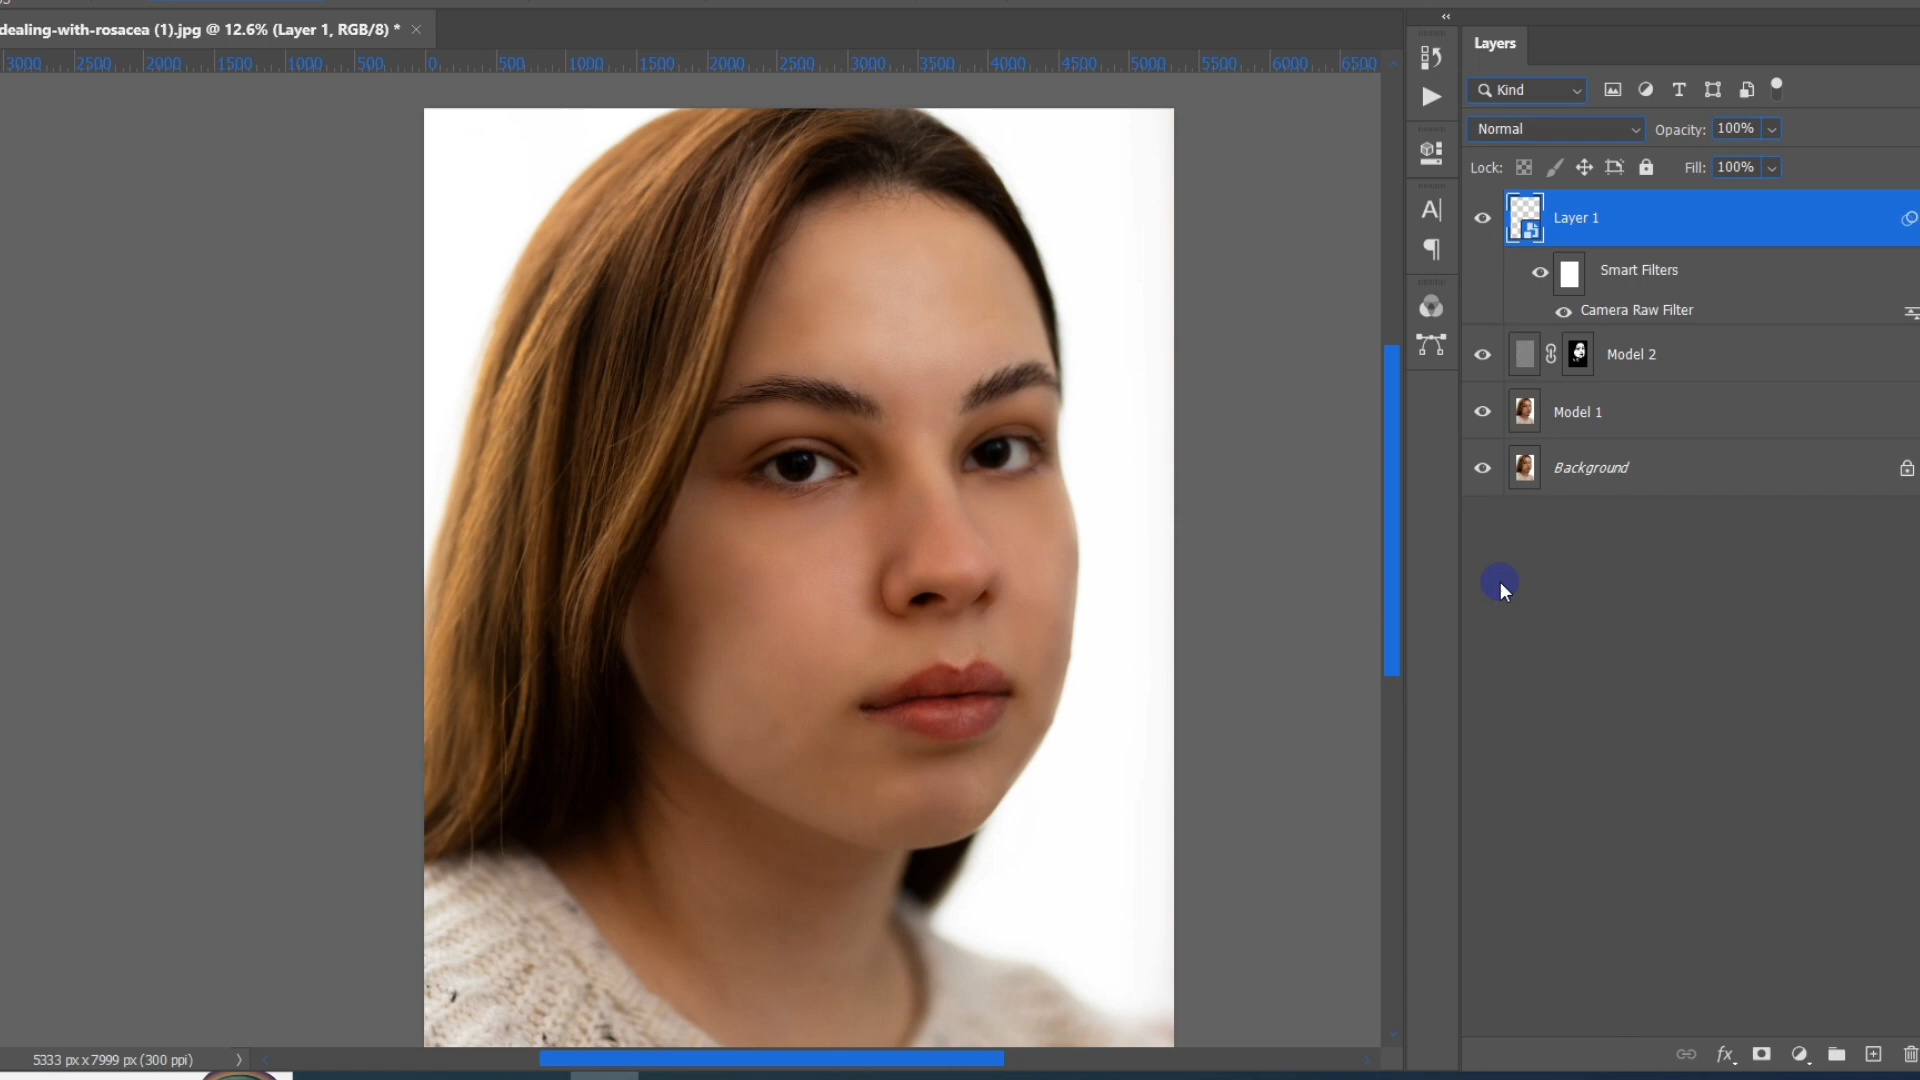 dealing-with-rosacea (1).jpg @ 12.6% (Layer 1, RGB/8) *
3000 2500 2000 1500 1000 500 0 500 1000 1500 2000 2500 3000 3500 4000 4500 5000 5500 6000 6500
Layers
Kind
Normal Opacity: 100%
Lock: Fill: 100%
Layer 1
Smart Filters
Camera Raw Filter
Model 2
Model 1
Background
5333 px x 7999 px (300 ppi)